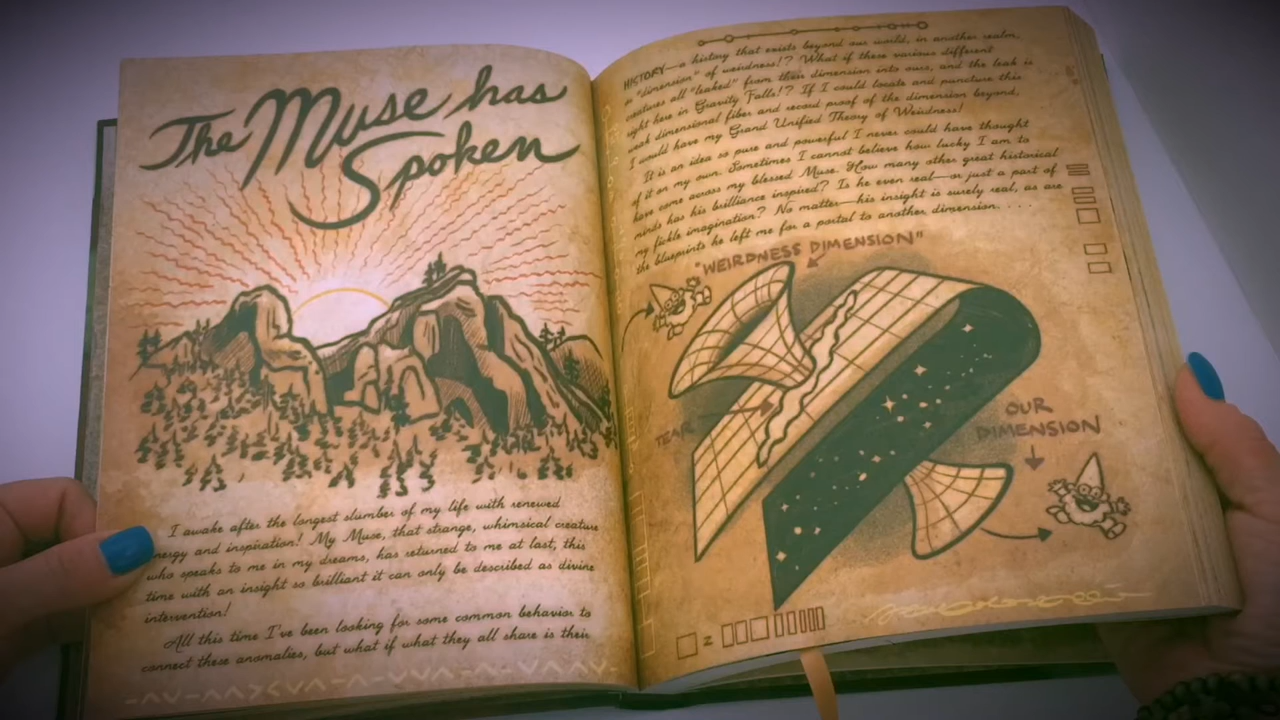 The Muse has
Spoken
I awake after the longest slumber of my life with renewed
energy and inspiration! My Muse, that strange, whimsical creature
who speaks to me in my dreams, has returned to me at last, this
time with an insight so brilliant it can only be described as divine
intervention!
All this time I've been looking for some common behavior to
connect these anomalies, but what if what they all share is their
HISTORY—a history that exists beyond our world, in another realm,
or "dimension" of weirdness!? What if these various different
creatures all "leaked" from their dimension into ours, and the leak is
right here in Gravity Falls!? If I could locate and puncture this
weak dimensional fiber and record proof of the dimension beyond,
I would have my Grand Unified Theory of Weirdness!
It is an idea so pure and powerful I never could have thought
of it on my own. Sometimes I cannot believe how lucky I am to
have come across my blessed Muse. How many other great historical
minds has his brilliance inspired? Is he even real—or just a part of
my fickle imagination? No matter—his insight is surely real, as are
the blueprints he left me for a portal to another dimension. . . .
"WEIRDNESS DIMENSION"
TEAR
OUR
DIMENSION